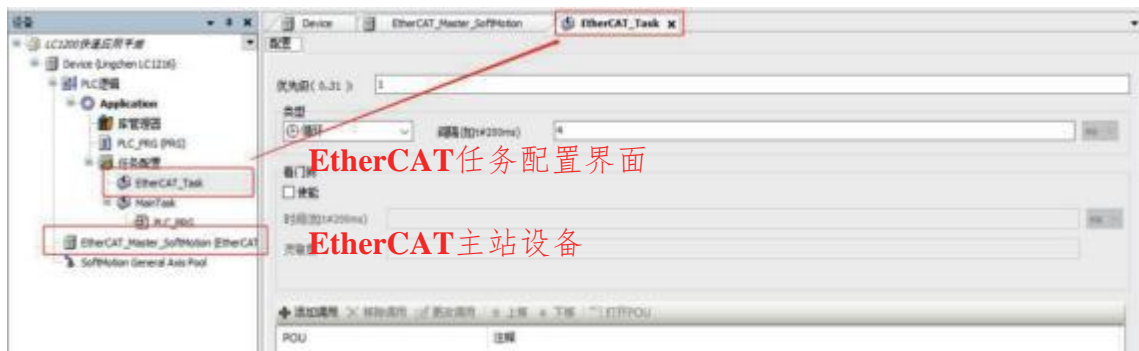 设备
Device
EtherCAT_Master_SoftMotion
EtherCAT_Task
LC1200快速应用手册
配置
Device (Lingchen LC1216)
PLC逻辑
优先级( 0..31 )
1
Application
类型
库管理器
循环
间隔(如t#200ms)
4
PLC_PRG (PRG)
EtherCAT任务配置界面
任务配置
看门狗
EtherCAT_Task
使能
MainTask
时间(如t#200ms)
PLC_PRG
EtherCAT_Master_SoftMotion (EtherCAT
EtherCAT主站设备
SoftMotion General Axis Pool
添加调用
移除调用
更改调用
上移
下移
打开POU
POU
注释